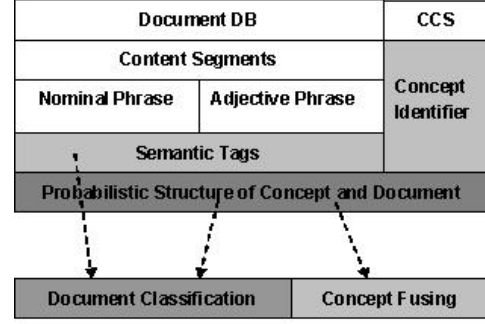 Document DB
CCS
Content Segments
Concept
Identifier
Nominal Phrase
Adjective Phrase
Semantic Tags
Probabilistic Structure of Concept and Document
Document Classification
Concept Fusing